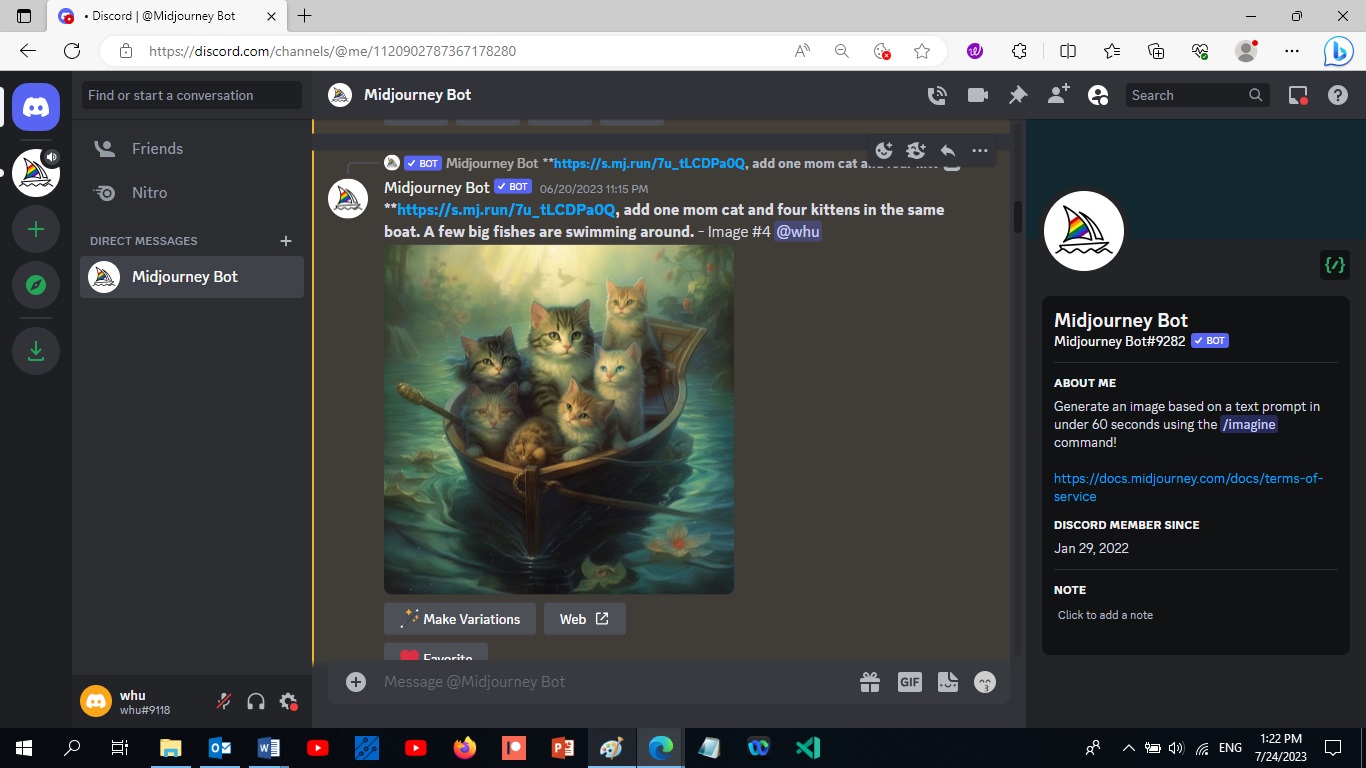 • Discord | @Midjourney Bot
https://discord.com/channels/@me/1120902787367178280
Find or start a conversation
Friends
Nitro
DIRECT MESSAGES
Midjourney Bot
whu
whu#9118
Midjourney Bot
Search
BOT Midjourney Bot **https://s.mj.run/7u_tLCDPa0Q, add one mom cat and four
Midjourney Bot BOT 06/20/2023 11:15 PM
**https://s.mj.run/7u_tLCDPa0Q, add one mom cat and four kittens in the same
boat. A few big fishes are swimming around. - Image #4 @whu
Make Variations Web
Favorite
Message @Midjourney Bot
GIF
Midjourney Bot
Midjourney Bot#9282 BOT
ABOUT ME
Generate an image based on a text prompt in
under 60 seconds using the /imagine
command!
https://docs.midjourney.com/docs/terms-of-
service
DISCORD MEMBER SINCE
Jan 29, 2022
NOTE
Click to add a note
ENG
1:22 PM
7/24/2023